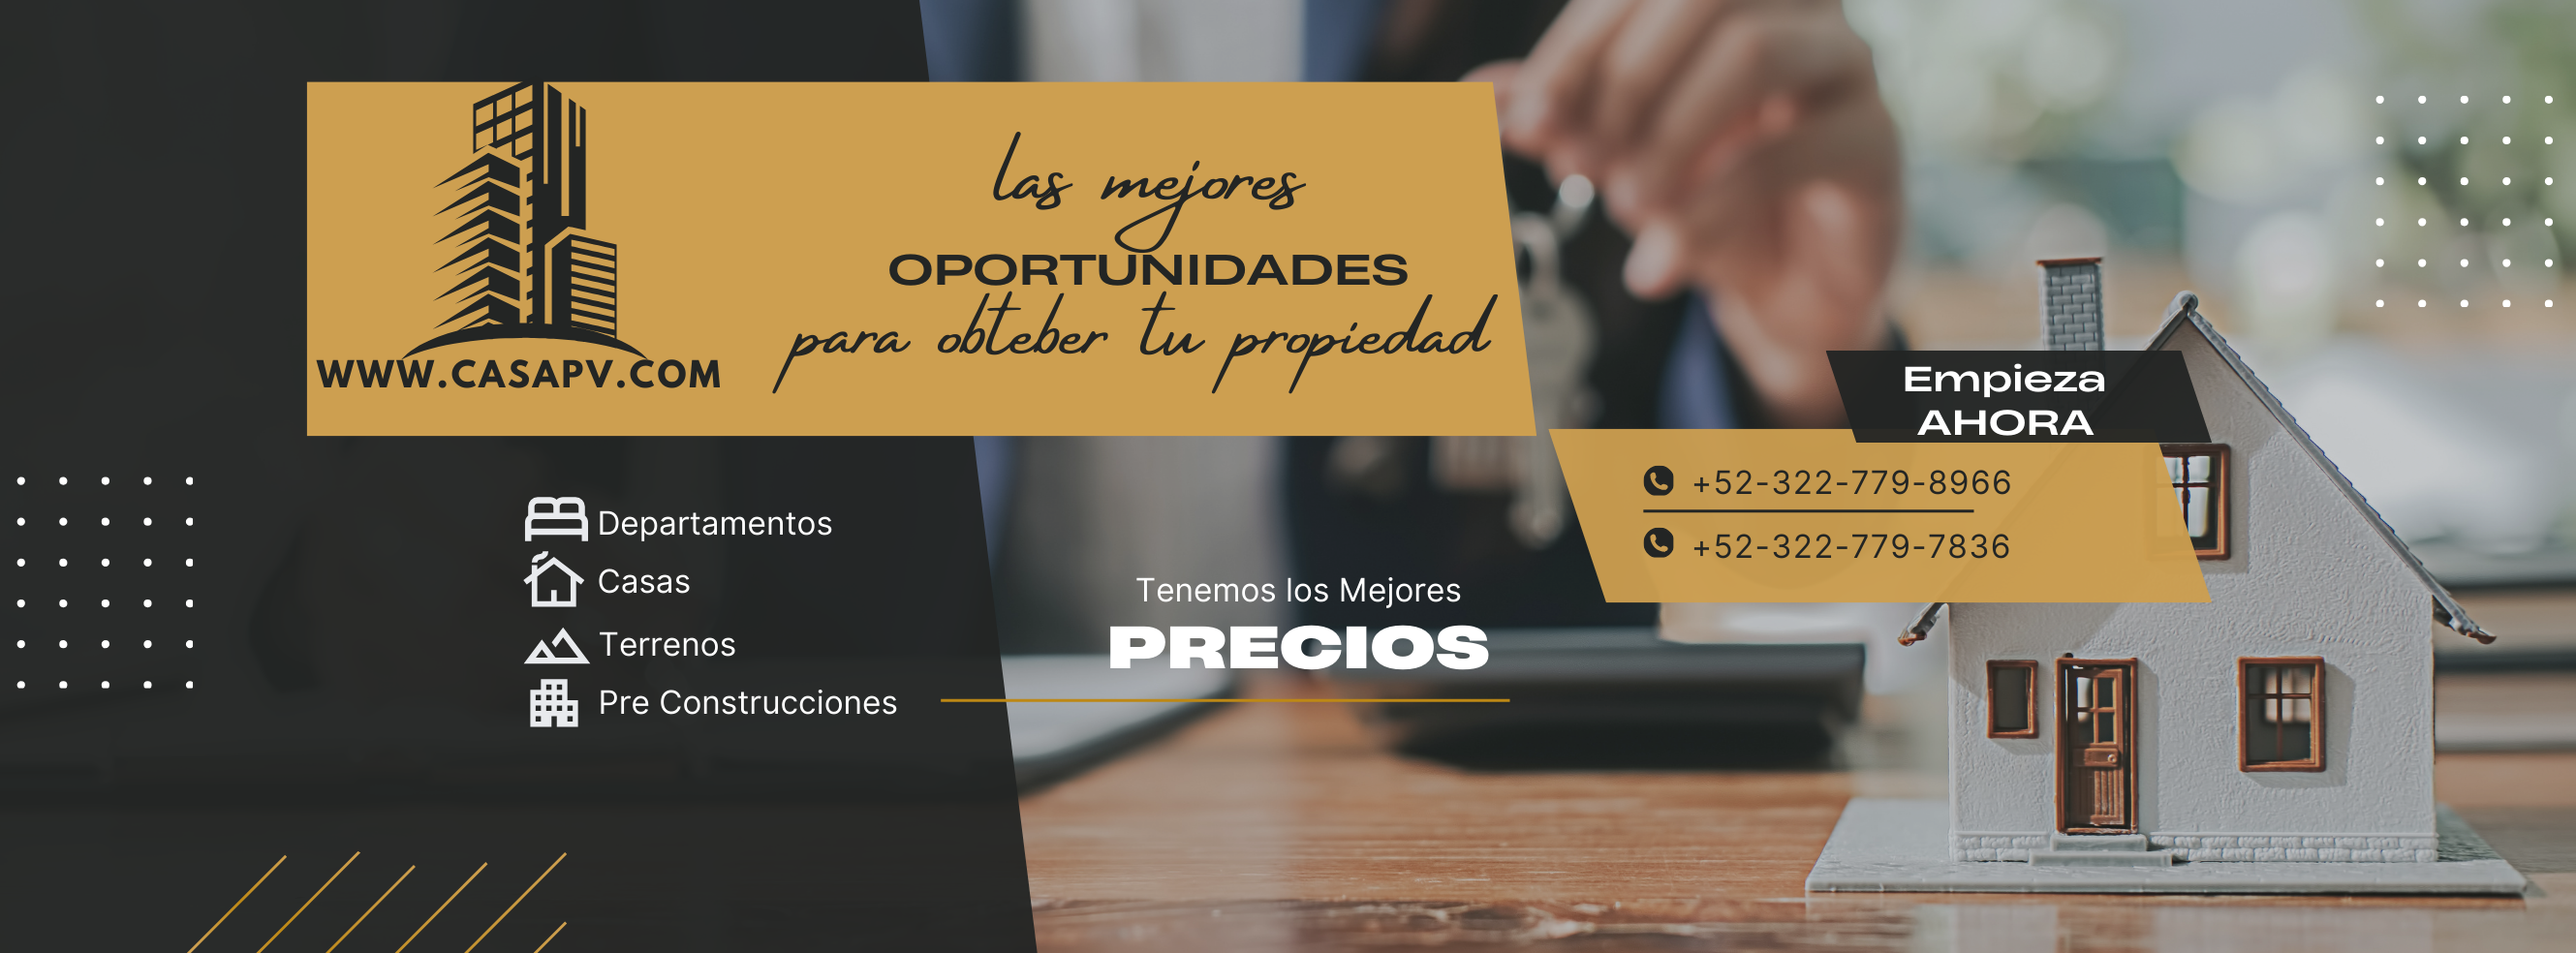 las mejores
OPORTUNIDADES
para obteber tu propiedad
WWW.CASAPV.COM
Empieza
AHORA
+52-322-779-8966
+52-322-779-7836
Departamentos
Casas
Terrenos
Pre Construcciones
Tenemos los Mejores
PRECIOS